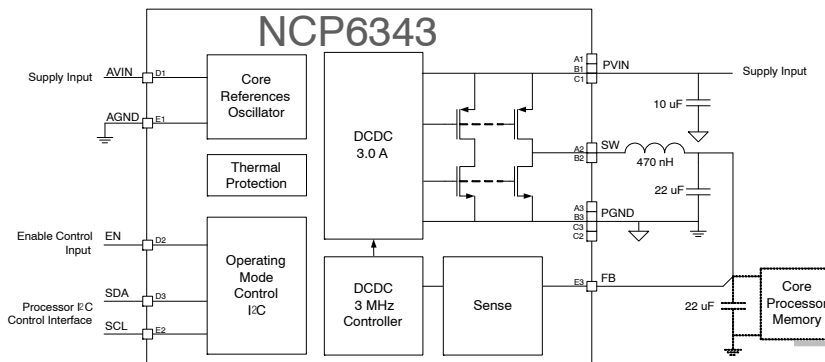 NCP6343
Supply Input
AVIN
D1
AGND
E1
Core
References
Oscillator
Thermal
Protection
Enable Control
Input
EN
D2
Processor I²C
Control Interface
SDA
D3
SCL
E2
Operating
Mode
Control
I²C
DCDC
3.0 A
DCDC
3 MHz
Controller
Sense
A1
B1
C1
PVIN
Supply Input
10 uF
A2
B2
SW
470 nH
22 uF
A3
B3
C3
C2
PGND
E3
FB
22 uF
Core
Processor
Memory